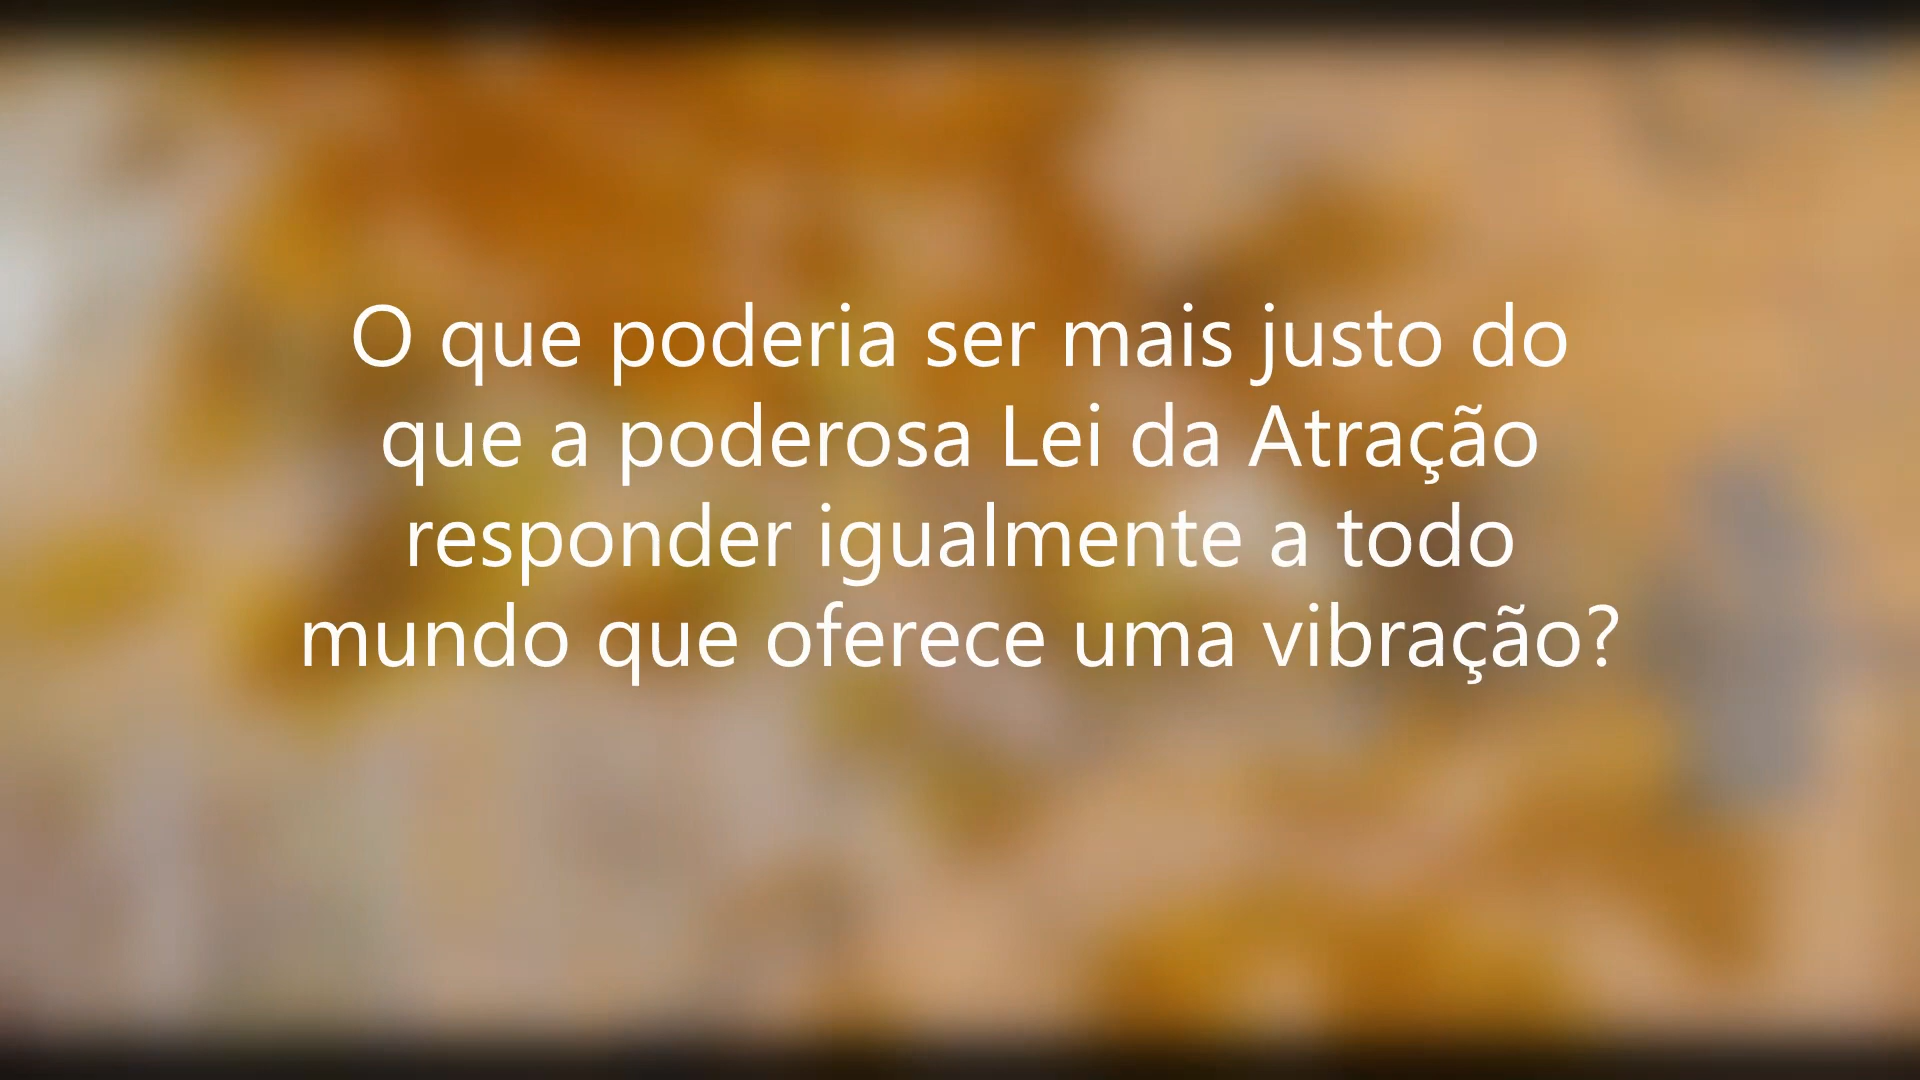 O que poderia ser mais justo do
que a poderosa Lei da Atração
responder igualmente a todo
mundo que oferece uma vibração?